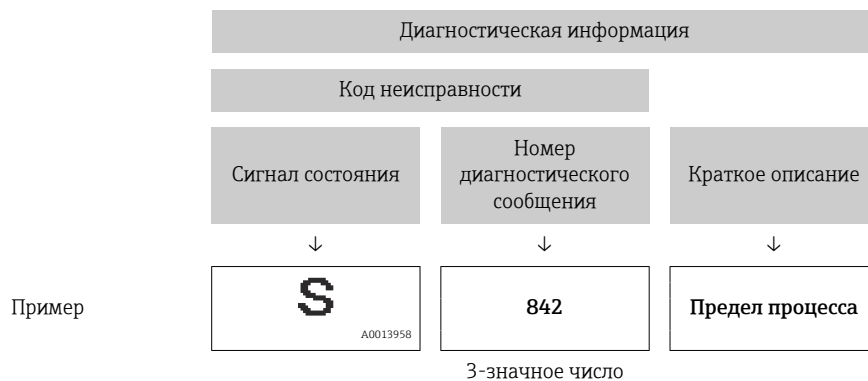 Диагностическая информация
Код неисправности
Сигнал состояния
Номер
диагностического
сообщения
Краткое описание
↓ ↓ ↓
Пример
S
A0013958
842
Предел процесса
3-значное число